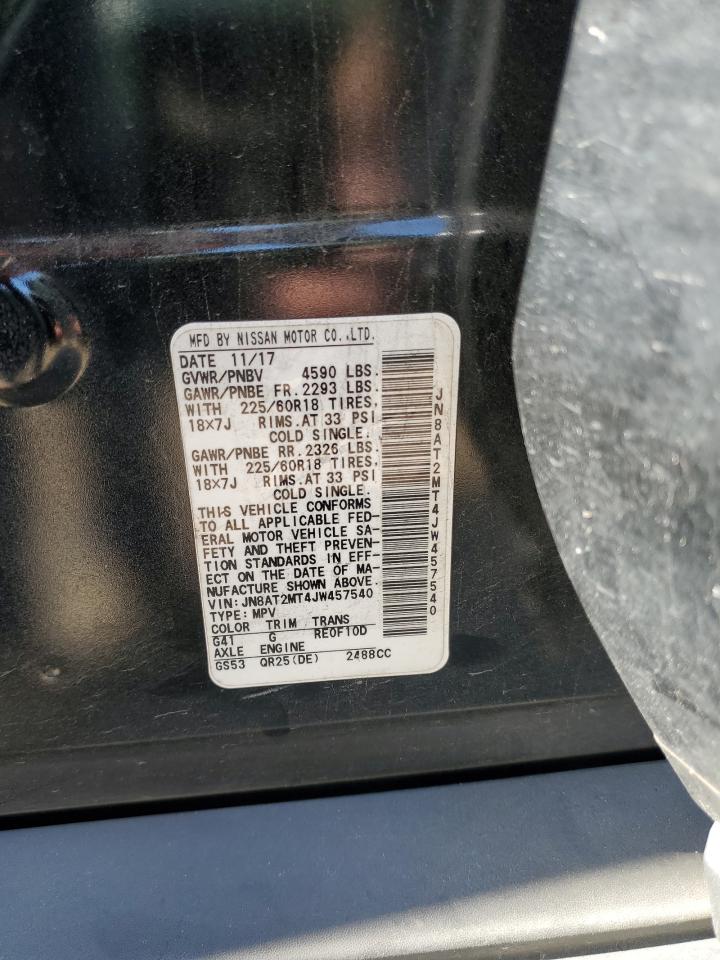 MFD BY NISSAN MOTOR CO.,LTD.
DATE 11/17
GVWR/PNBV 4590 LBS.
GAWR/PNBE FR.2293 LBS.
WITH 225/60R18 TIRES,
18×7J RIMS.AT 33 PSI
COLD SINGLE.
GAWR/PNBE RR.2326 LBS.
WITH 225/60R18 TIRES,
18×7J RIMS.AT 33 PSI
COLD SINGLE.
THIS VEHICLE CONFORMS
TO ALL APPLICABLE FED-
ERAL MOTOR VEHICLE SA-
FETY AND THEFT PREVEN-
TION STANDARDS IN EFF-
ECT ON THE DATE OF MA-
NUFACTURE SHOWN ABOVE.
VIN:JN8AT2MT4JW457540
TYPE:MPV
COLOR TRIM TRANS
G41 G RE0F10D
AXLE ENGINE
GS53 QR25(DE) 2488CC
JN8AT2MT4JW457540